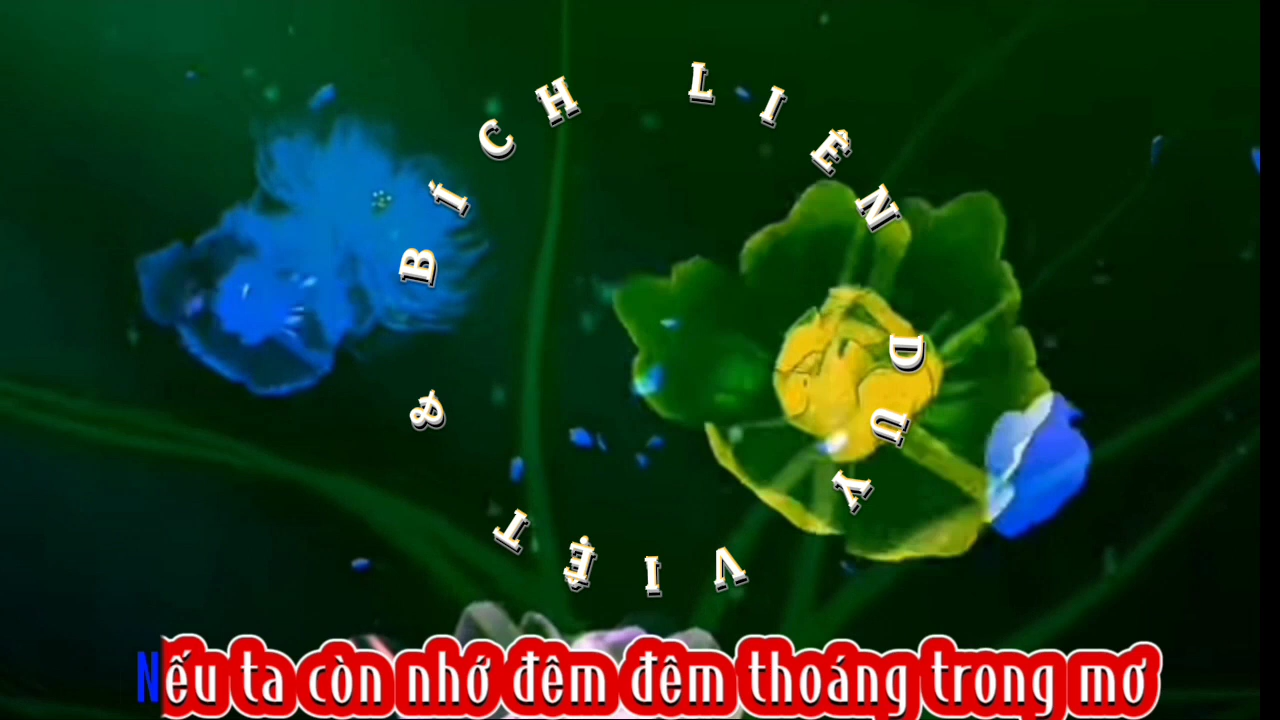 DUY VIỆT & BÍCH LIÊN
Nếu ta còn nhớ đêm đêm thoáng trong mơ